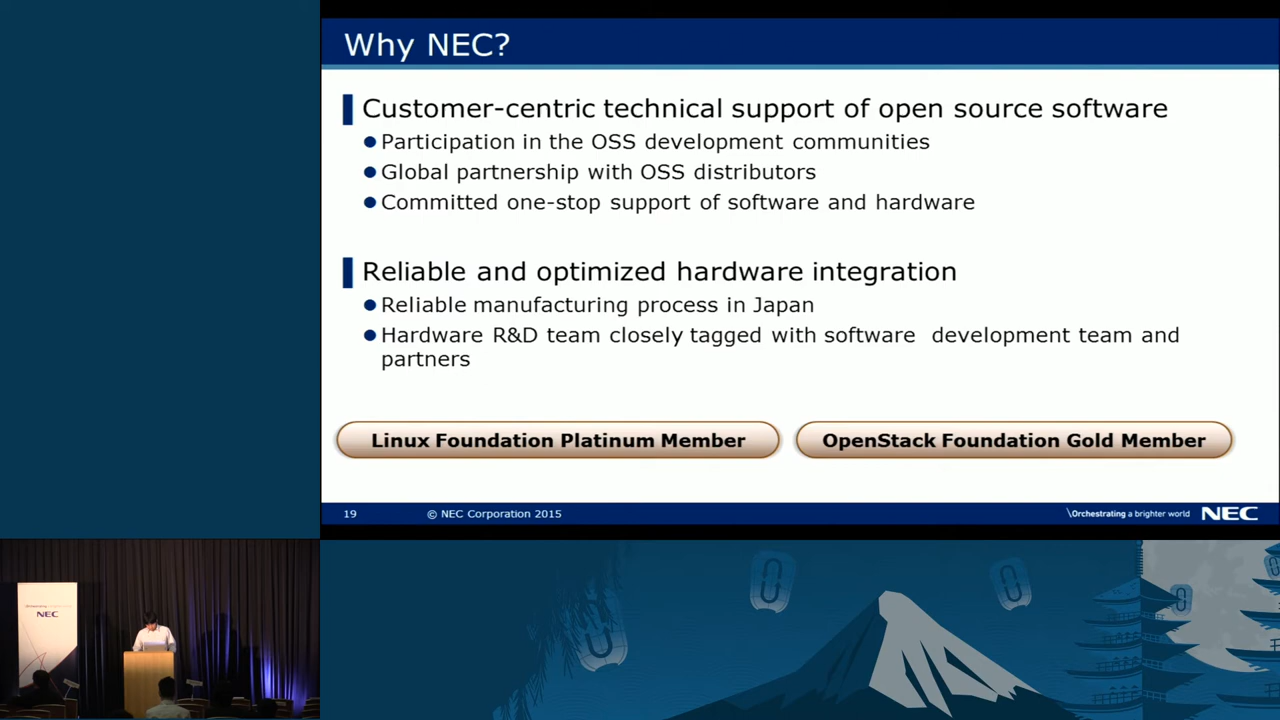 Why NEC?
Customer-centric technical support of open source software
Participation in the OSS development communities
Global partnership with OSS distributors
Committed one-stop support of software and hardware
Reliable and optimized hardware integration
Reliable manufacturing process in Japan
Hardware R&D team closely tagged with software development team and
partners
Linux Foundation Platinum Member
OpenStack Foundation Gold Member
19
© NEC Corporation 2015
\Orchestrating a brighter world
NEC
NEC